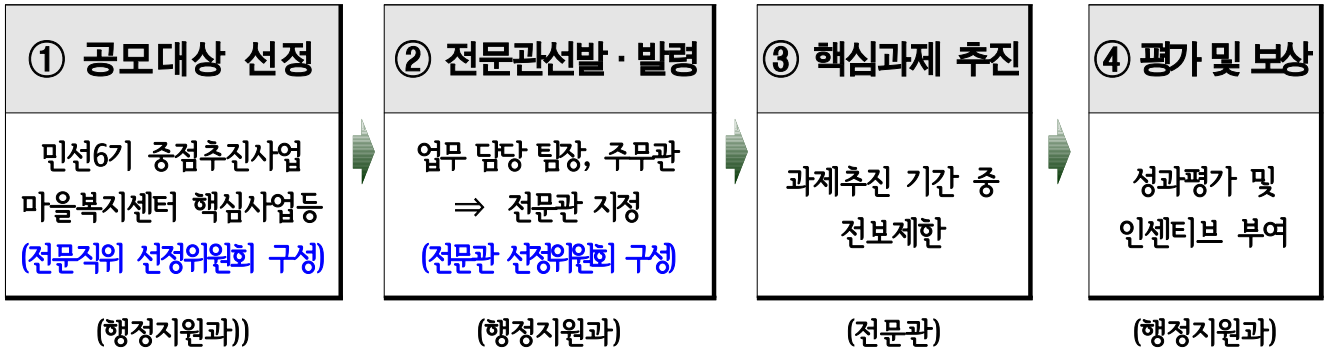 ① 공모대상 선정
민선6기 중점추진사업
마을복지센터 핵심사업등
(전문직위 선정위원회 구성)
(행정지원과))
② 전문관선발 · 발령
업무 담당 팀장, 주무관
⇒ 전문관 지정
(전문관 선정위원회 구성)
(행정지원과)
③ 핵심과제 추진
과제추진 기간 중
전보제한
(전문관)
④ 평가 및 보상
성과평가 및
인센티브 부여
(행정지원과)